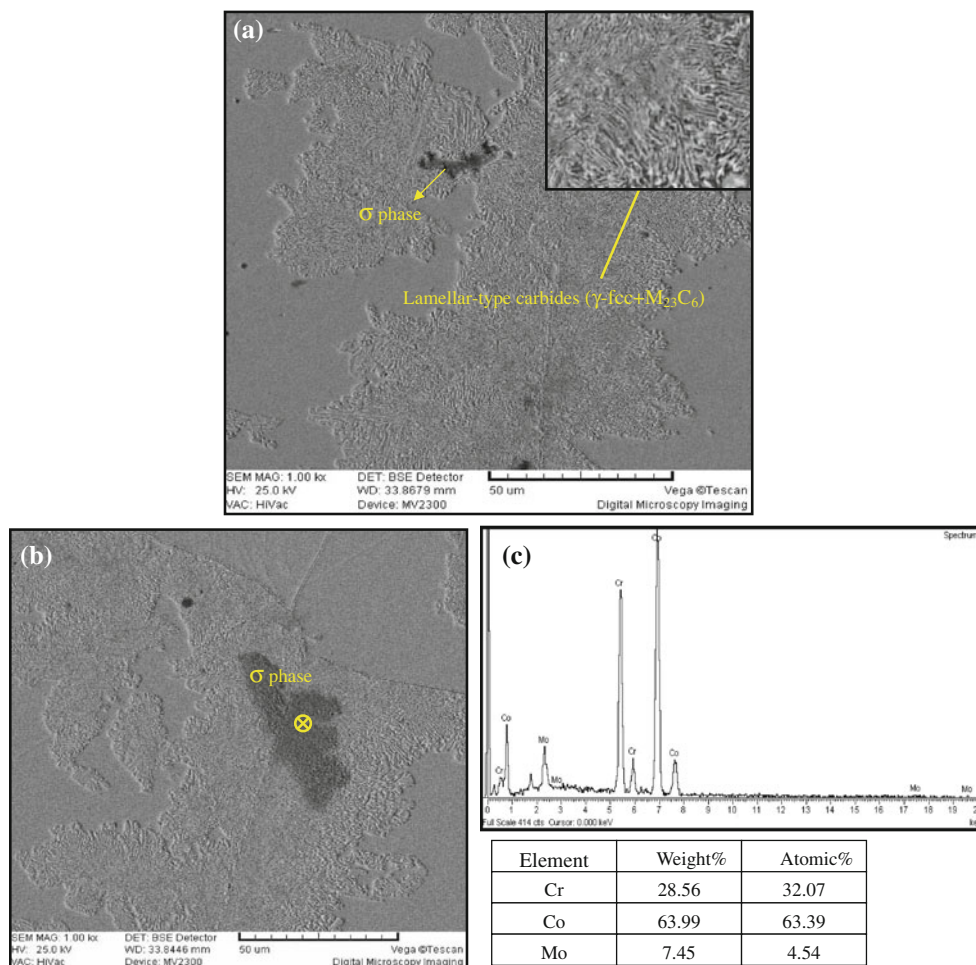 (a)
σ phase
Lamellar-type carbides (γ-fcc+M₂₃C₆)
SEM MAG: 1.00 kx DET: BSE Detector
HV: 25.0 kV WD: 33.8679 mm 50 um Vega ©Tescan
VAC: HiVac Device: MV2300 Digital Microscopy Imaging
(b)
σ phase
SEM MAG: 1.00 kx DET: BSE Detector
HV: 25.0 kV WD: 33.8446 mm 50 um Vega ©Tescan
VAC: HiVac Device: MV2300 Digital Microscopy Imaging
(c)
Spectrum
Co
Cr
Co
Mo
Cr
Co
Cr
Mo
Mo
Mo
0 1 2 3 4 5 6 7 8 9 10 11 12 13 14 15 16 17 18 19 2
Full Scale 414 cts Cursor: 0.000 keV ke
Element Weight% Atomic%
Cr 28.56 32.07
Co 63.99 63.39
Mo 7.45 4.54